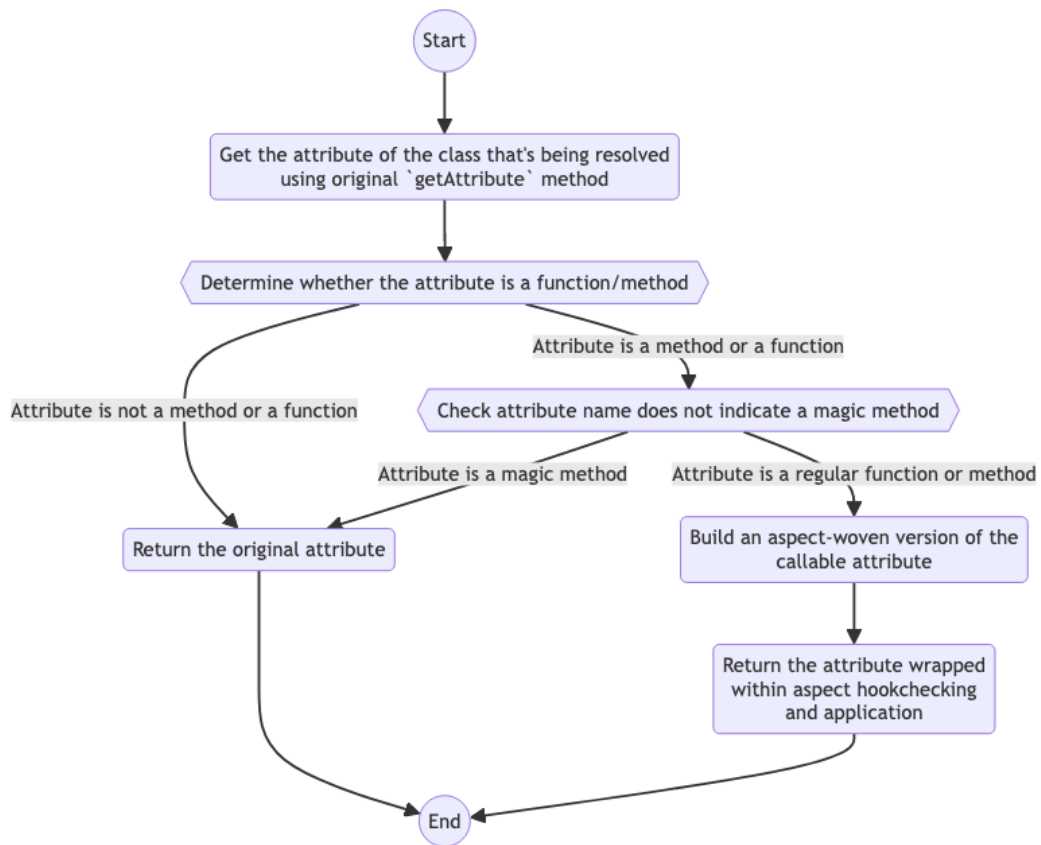 Start
Get the attribute of the class that's being resolved
using original `getAttribute` method
Determine whether the attribute is a function/method
Attribute is a method or a function
Attribute is not a method or a function
Check attribute name does not indicate a magic method
Attribute is a magic method
Attribute is a regular function or method
Return the original attribute
Build an aspect-woven version of the
callable attribute
Return the attribute wrapped
within aspect hookchecking
and application
End